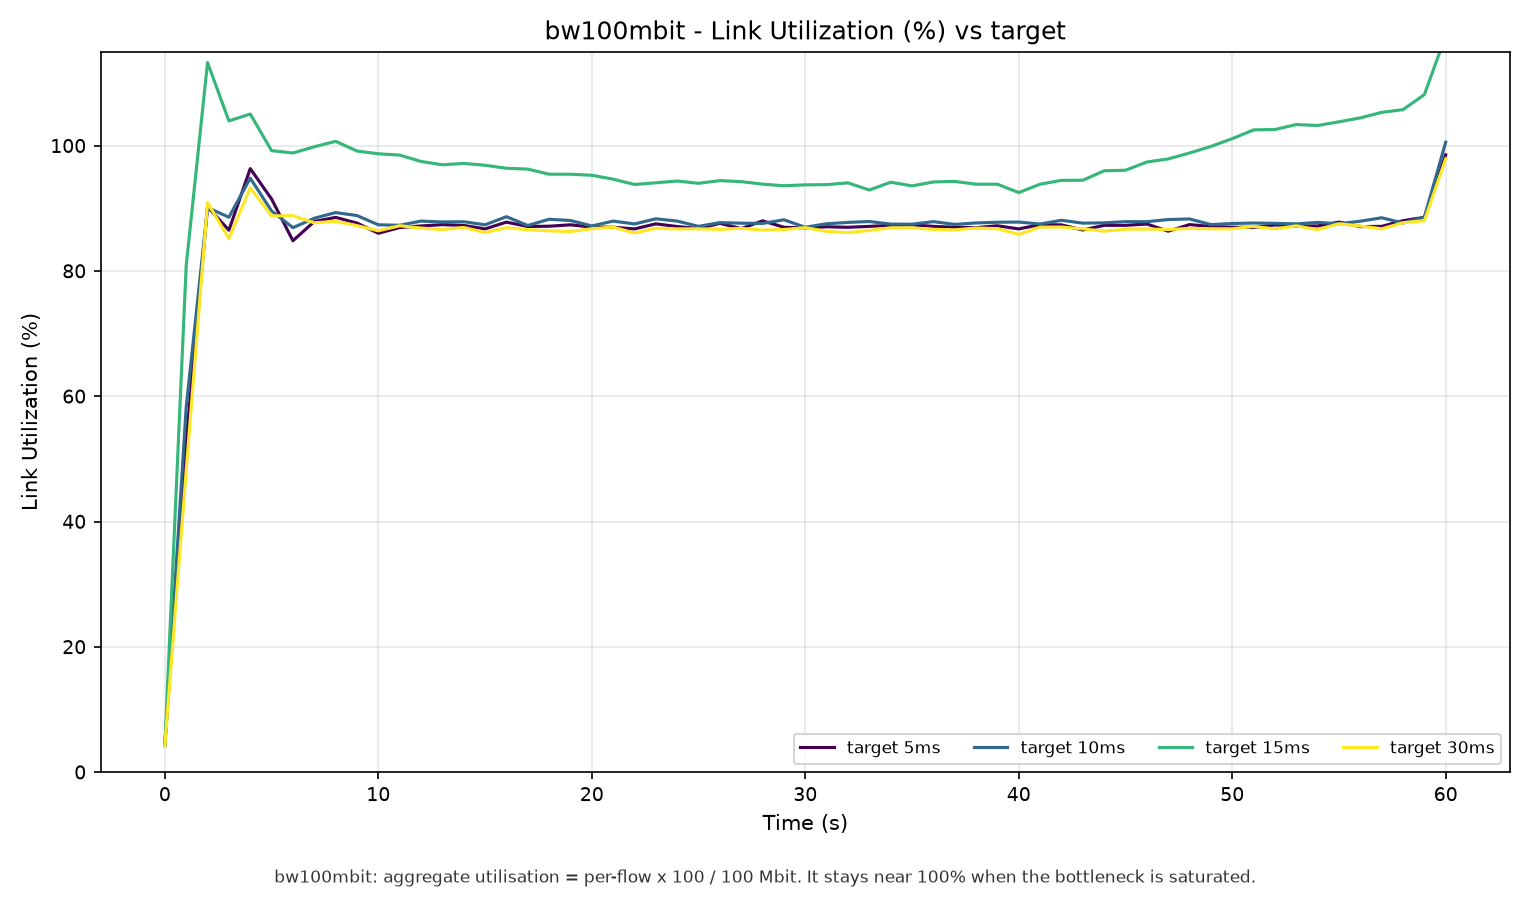 bw100mbit - Link Utilization (%) vs target
Link Utilization (%)
100
80
60
40
20
0
target 5ms target 10ms target 15ms target 30ms
0 10 20 30 40 50 60
Time (s)
bw100mbit: aggregate utilisation = per-flow x 100 / 100 Mbit. It stays near 100% when the bottleneck is saturated.